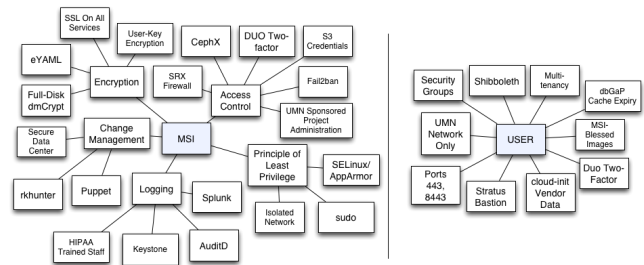 SSL On All
Services
User-Key
Encryption
eYAML
Encryption
Full-Disk
dmCrypt
CephX
DUO Two-
factor
S3
Credentials
SRX
Firewall
Access
Control
Fail2ban
UMN Sponsored
Project
Administration
Secure
Data
Center
Change
Management
MSI
rkhunter
Puppet
Logging
Principle of
Least
Privilege
SELinux/
AppArmor
Splunk
Isolated
Network
sudo
HIPAA
Trained Staff
Keystone
AuditD
Security
Groups
Shibboleth
Multi-
tenancy
dbGaP
Cache Expiry
UMN
Network
Only
USER
MSI-
Blessed
Images
Ports
443,
8443
Stratus
Bastion
cloud-init
Vendor
Data
Duo Two-
Factor